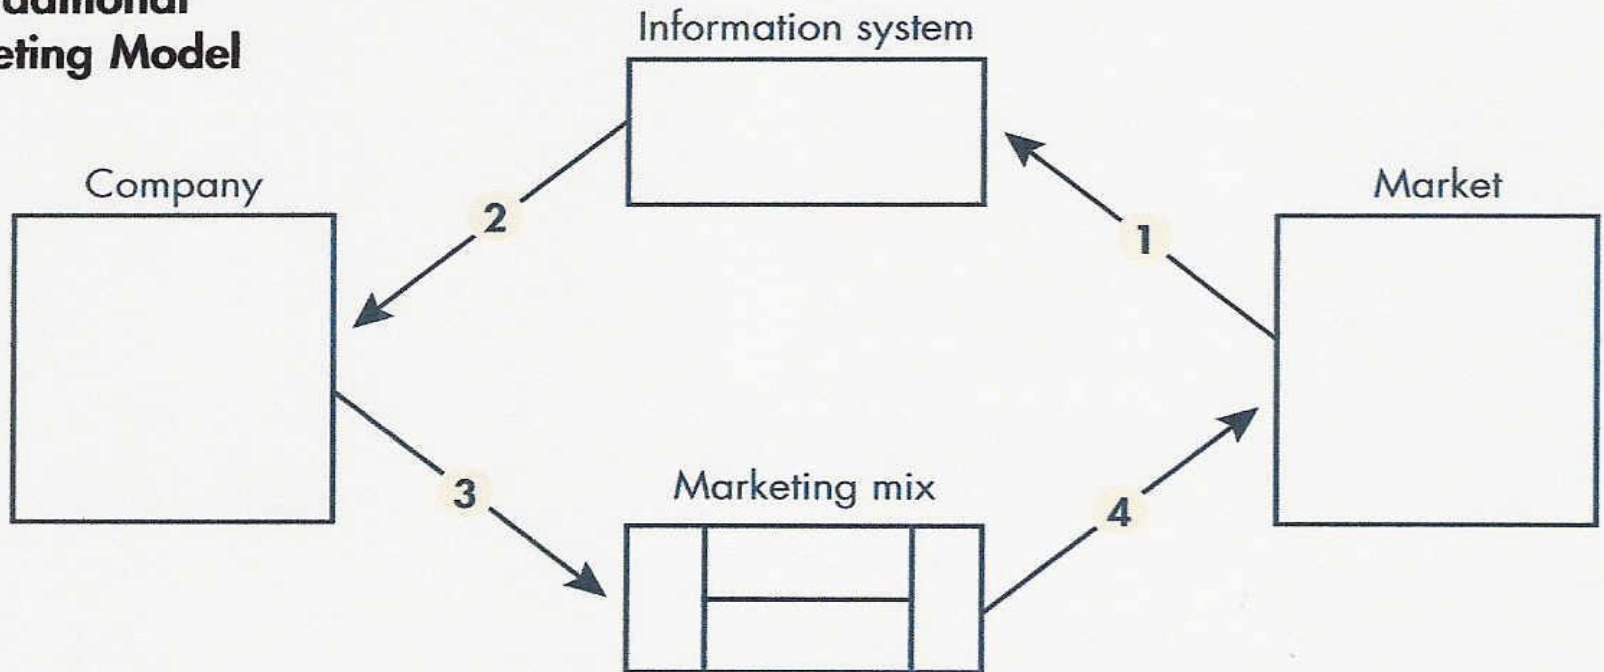 eting Model
Information system
Company
Market
2
1
3
Marketing mix
4